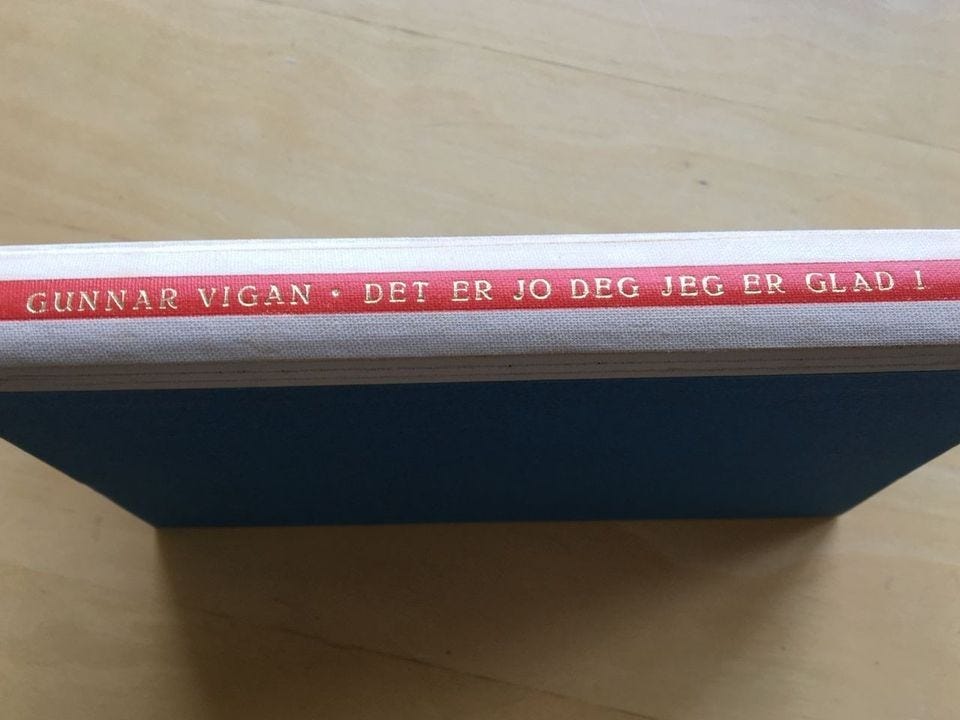 GUNNAR VIGAN · DET ER JO DEG JEG ER GLAD I